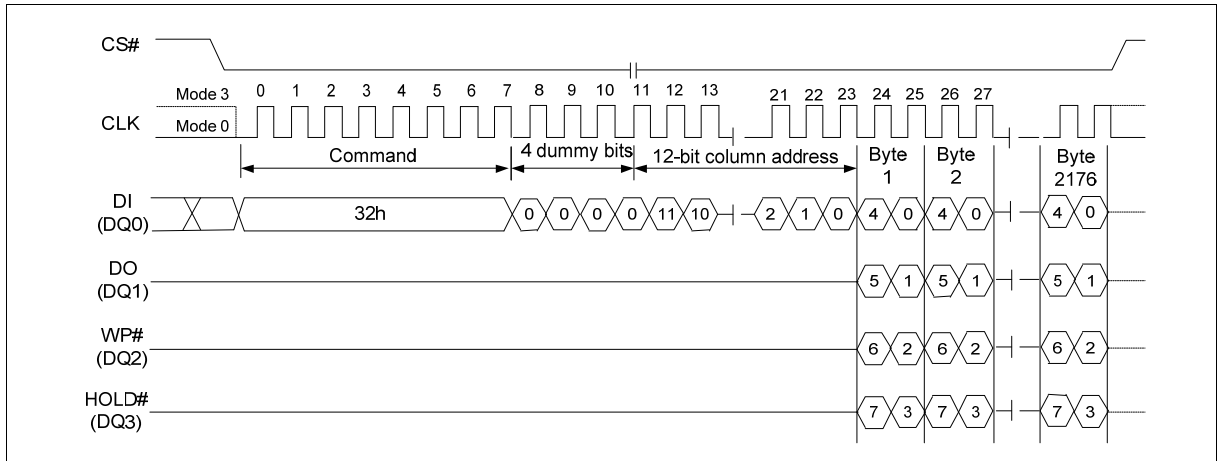 CS#
Mode 3
Mode 0
CLK
0 1 2 3 4 5 6 7 8 9 10 11 12 13 21 22 23 24 25 26 27
Command
4 dummy bits
12-bit column address
Byte 1
Byte 2
Byte 2176
DI (DQ0)
32h
0 0 0 0 11 10 2 1 0 4 0 4 0 4 0
DO (DQ1)
5 1 5 1 5 1
WP# (DQ2)
6 2 6 2 6 2
HOLD# (DQ3)
7 3 7 3 7 3